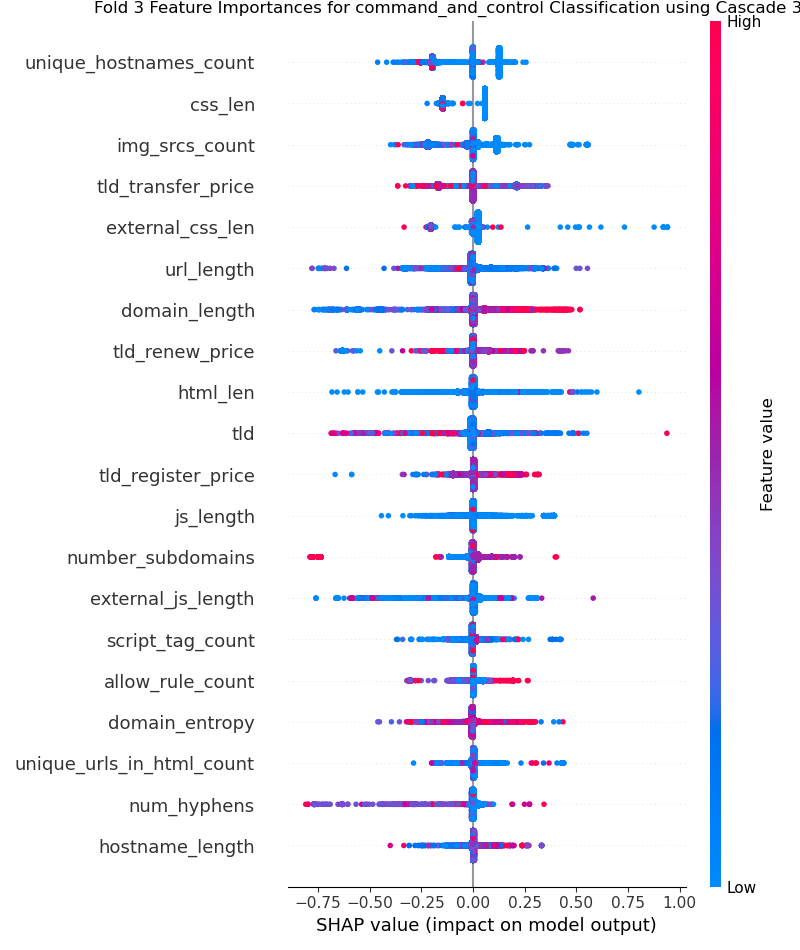 Fold 3 Feature Importances for command_and_control Classification using Cascade 3
High
unique_hostnames_count
css_len
img_srcs_count
tld_transfer_price
external_css_len
url_length
domain_length
tld_renew_price
html_len
tld
tld_register_price
js_length
number_subdomains
external_js_length
script_tag_count
allow_rule_count
domain_entropy
unique_urls_in_html_count
num_hyphens
hostname_length
Feature value
Low
−0.75 −0.50 −0.25 0.00 0.25 0.50 0.75 1.00
SHAP value (impact on model output)